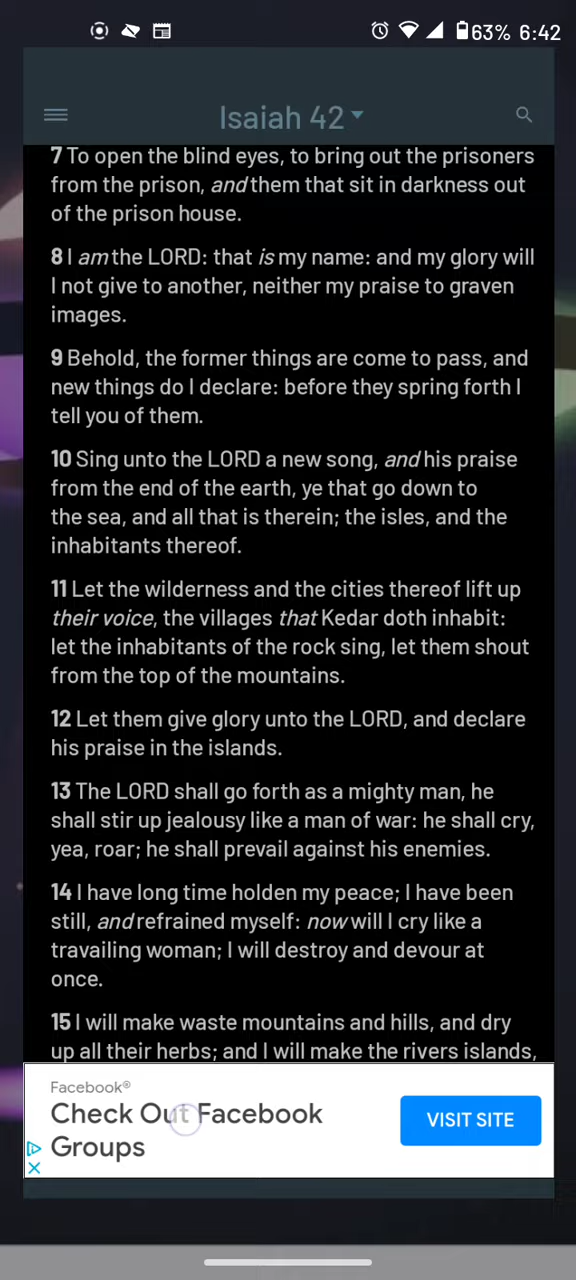 63% 6:42
Isaiah 42
7 To open the blind eyes, to bring out the prisoners
from the prison, and them that sit in darkness out
of the prison house.
8 I am the LORD: that is my name: and my glory will
I not give to another, neither my praise to graven
images.
9 Behold, the former things are come to pass, and
new things do I declare: before they spring forth I
tell you of them.
10 Sing unto the LORD a new song, and his praise
from the end of the earth, ye that go down to
the sea, and all that is therein; the isles, and the
inhabitants thereof.
11 Let the wilderness and the cities thereof lift up
their voice, the villages that Kedar doth inhabit:
let the inhabitants of the rock sing, let them shout
from the top of the mountains.
12 Let them give glory unto the LORD, and declare
his praise in the islands.
13 The LORD shall go forth as a mighty man, he
shall stir up jealousy like a man of war: he shall cry,
yea, roar; he shall prevail against his enemies.
14 I have long time holden my peace; I have been
still, and refrained myself: now will I cry like a
travailing woman; I will destroy and devour at
once.
15 I will make waste mountains and hills, and dry
up all their herbs; and I will make the rivers islands,
Facebook®
Check Out Facebook
Groups
VISIT SITE